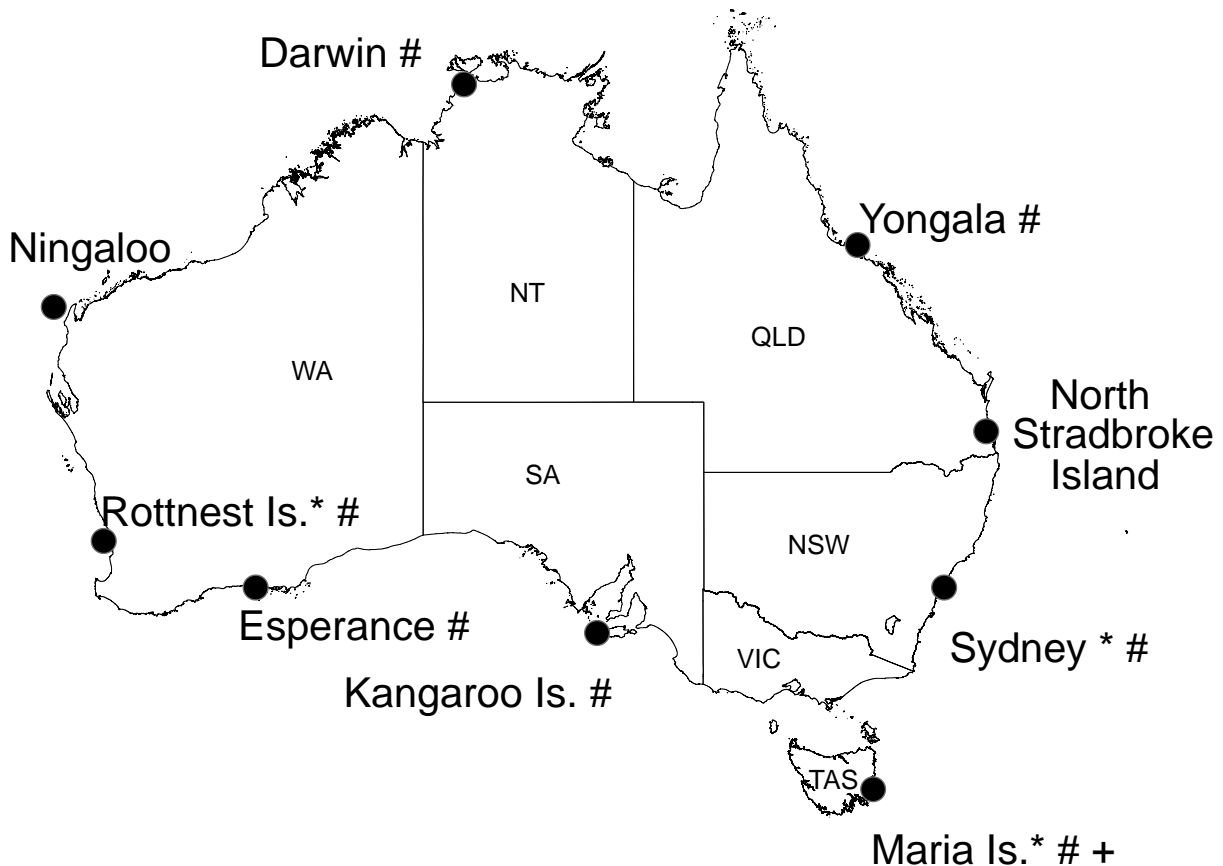 Darwin #
Yongala #
Ningaloo
NT
QLD
WA
North
Stradbroke
Island
SA
Rottnest Is.* #
NSW
Esperance #
Sydney * #
VIC
Kangaroo Is. #
TAS
Maria Is.* # +